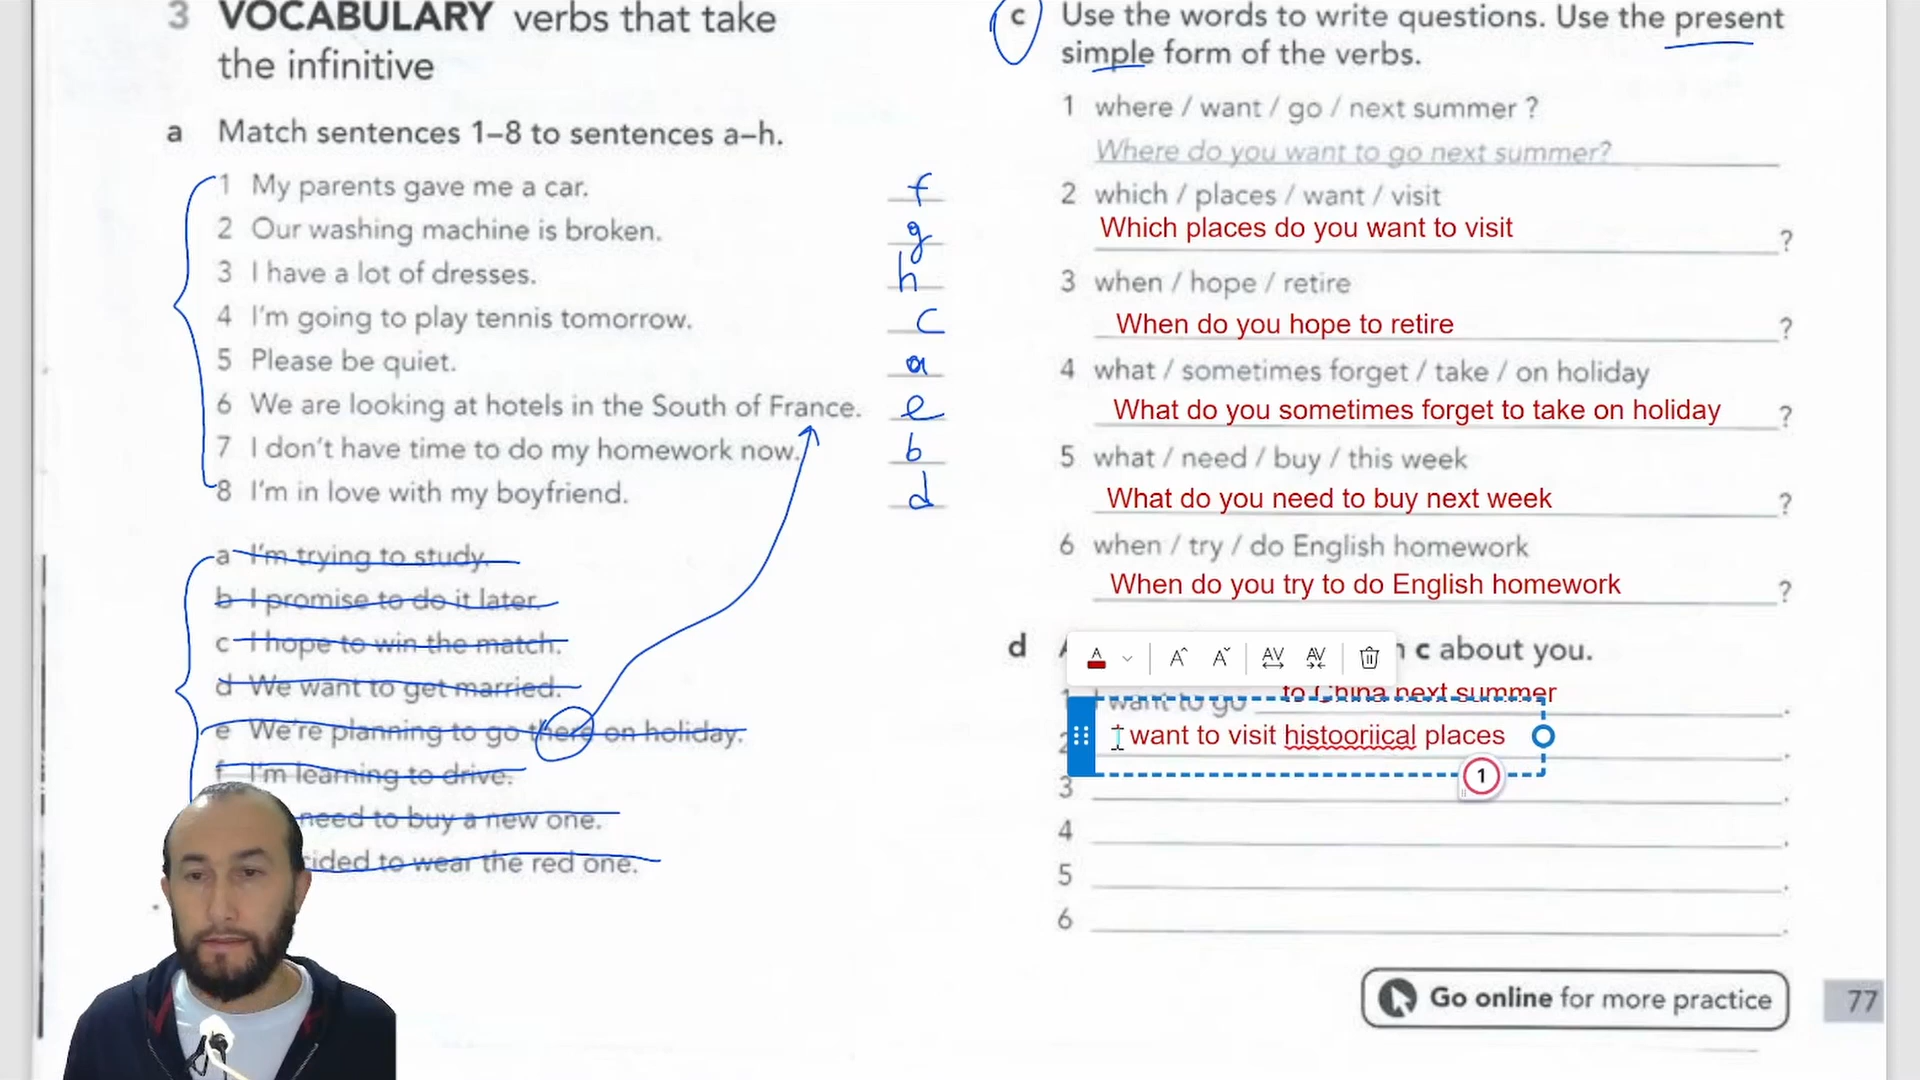 3 VOCABULARY verbs that take
the infinitive
a Match sentences 1–8 to sentences a–h.
1 My parents gave me a car. f
2 Our washing machine is broken. g
3 I have a lot of dresses. h
4 I'm going to play tennis tomorrow. c
5 Please be quiet. a
6 We are looking at hotels in the South of France. e
7 I don't have time to do my homework now. b
8 I'm in love with my boyfriend. d
a I'm trying to study.
b I promise to do it later.
c I hope to win the match.
d We want to get married.
e We're planning to go there on holiday.
f I'm learning to drive.
need to buy a new one.
to wear the red one.
c Use the words to write questions. Use the present
simple form of the verbs.
1 where / want / go / next summer ?
Where do you want to go next summer?
2 which / places / want / visit
Which places do you want to visit ?
3 when / hope / retire
When do you hope to retire ?
4 what / sometimes forget / take / on holiday
What do you sometimes forget to take on holiday ?
5 what / need / buy / this week
What do you need to buy next week ?
6 when / try / do English homework
When do you try to do English homework ?
d c about you.
1 I want to go to China next summer .
2 I want to visit histooriical places .
1
3 .
4 .
5 .
6 .
Go online for more practice
77